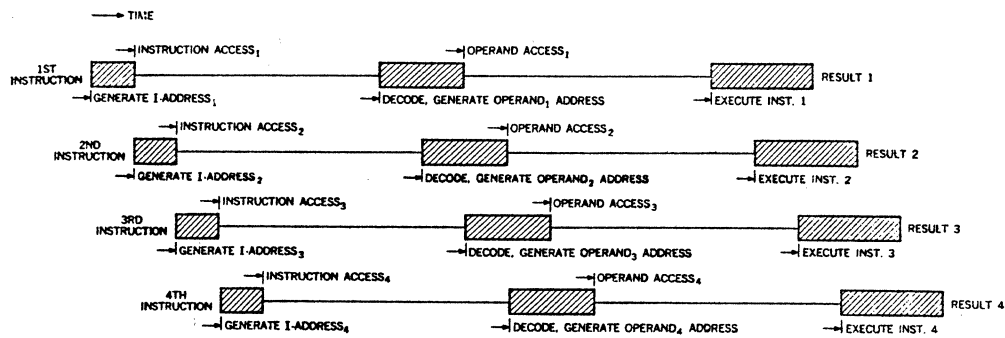 TIME
INSTRUCTION ACCESS₁
OPERAND ACCESS₁
1ST
INSTRUCTION
RESULT 1
GENERATE I-ADDRESS₁
DECODE, GENERATE OPERAND₁ ADDRESS
EXECUTE INST. 1
INSTRUCTION ACCESS₂
OPERAND ACCESS₂
2ND
INSTRUCTION
RESULT 2
GENERATE I-ADDRESS₂
DECODE, GENERATE OPERAND₂ ADDRESS
EXECUTE INST. 2
INSTRUCTION ACCESS₃
OPERAND ACCESS₃
3RD
INSTRUCTION
RESULT 3
GENERATE I-ADDRESS₃
DECODE, GENERATE OPERAND₃ ADDRESS
EXECUTE INST. 3
INSTRUCTION ACCESS₄
OPERAND ACCESS₄
4TH
INSTRUCTION
RESULT 4
GENERATE I-ADDRESS₄
DECODE, GENERATE OPERAND₄ ADDRESS
EXECUTE INST. 4